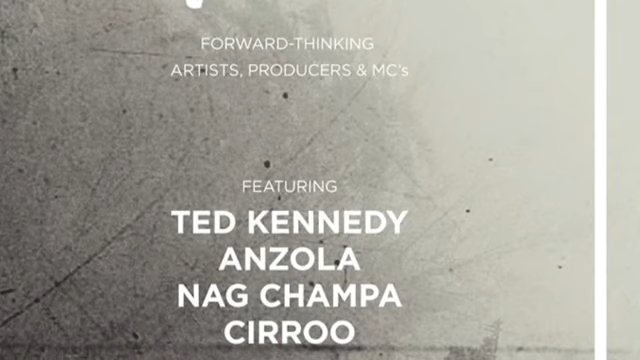 FORWARD-THINKING
ARTISTS, PRODUCERS & MC's
FEATURING
TED KENNEDY
ANZOLA
NAG CHAMPA
CIRROO